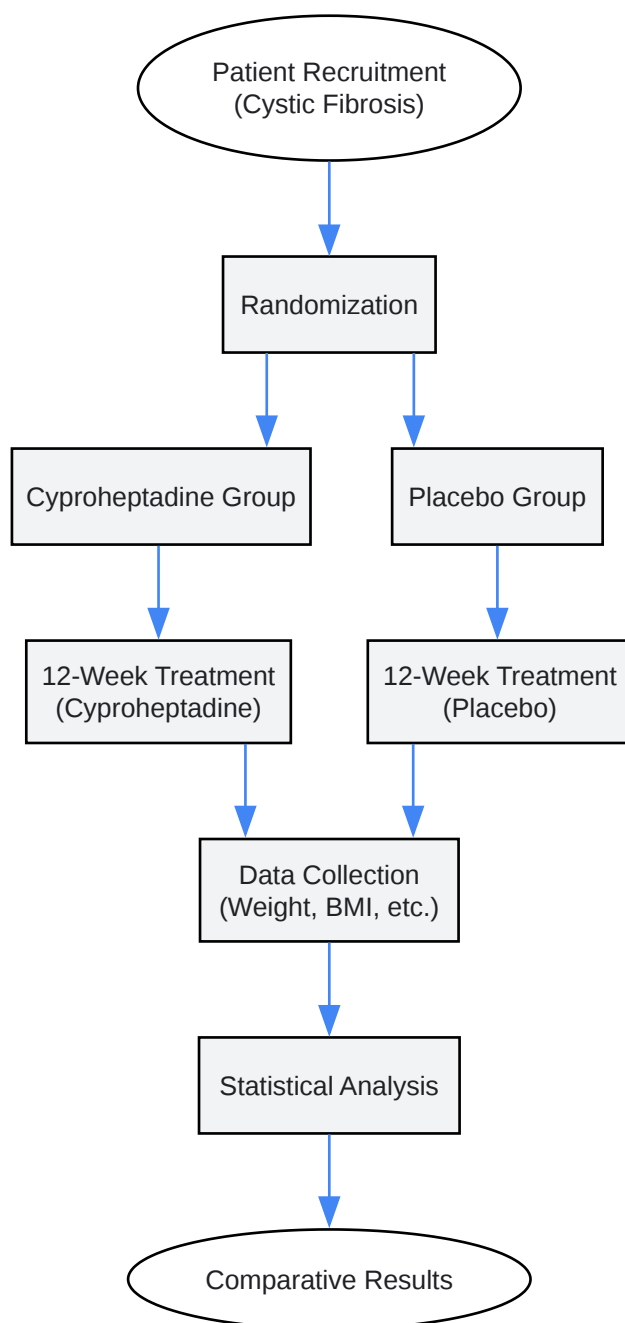 Patient Recruitment
(Cystic Fibrosis)
Randomization
Cyproheptadine Group
Placebo Group
12-Week Treatment
(Cyproheptadine)
12-Week Treatment
(Placebo)
Data Collection
(Weight, BMI, etc.)
Statistical Analysis
Comparative Results